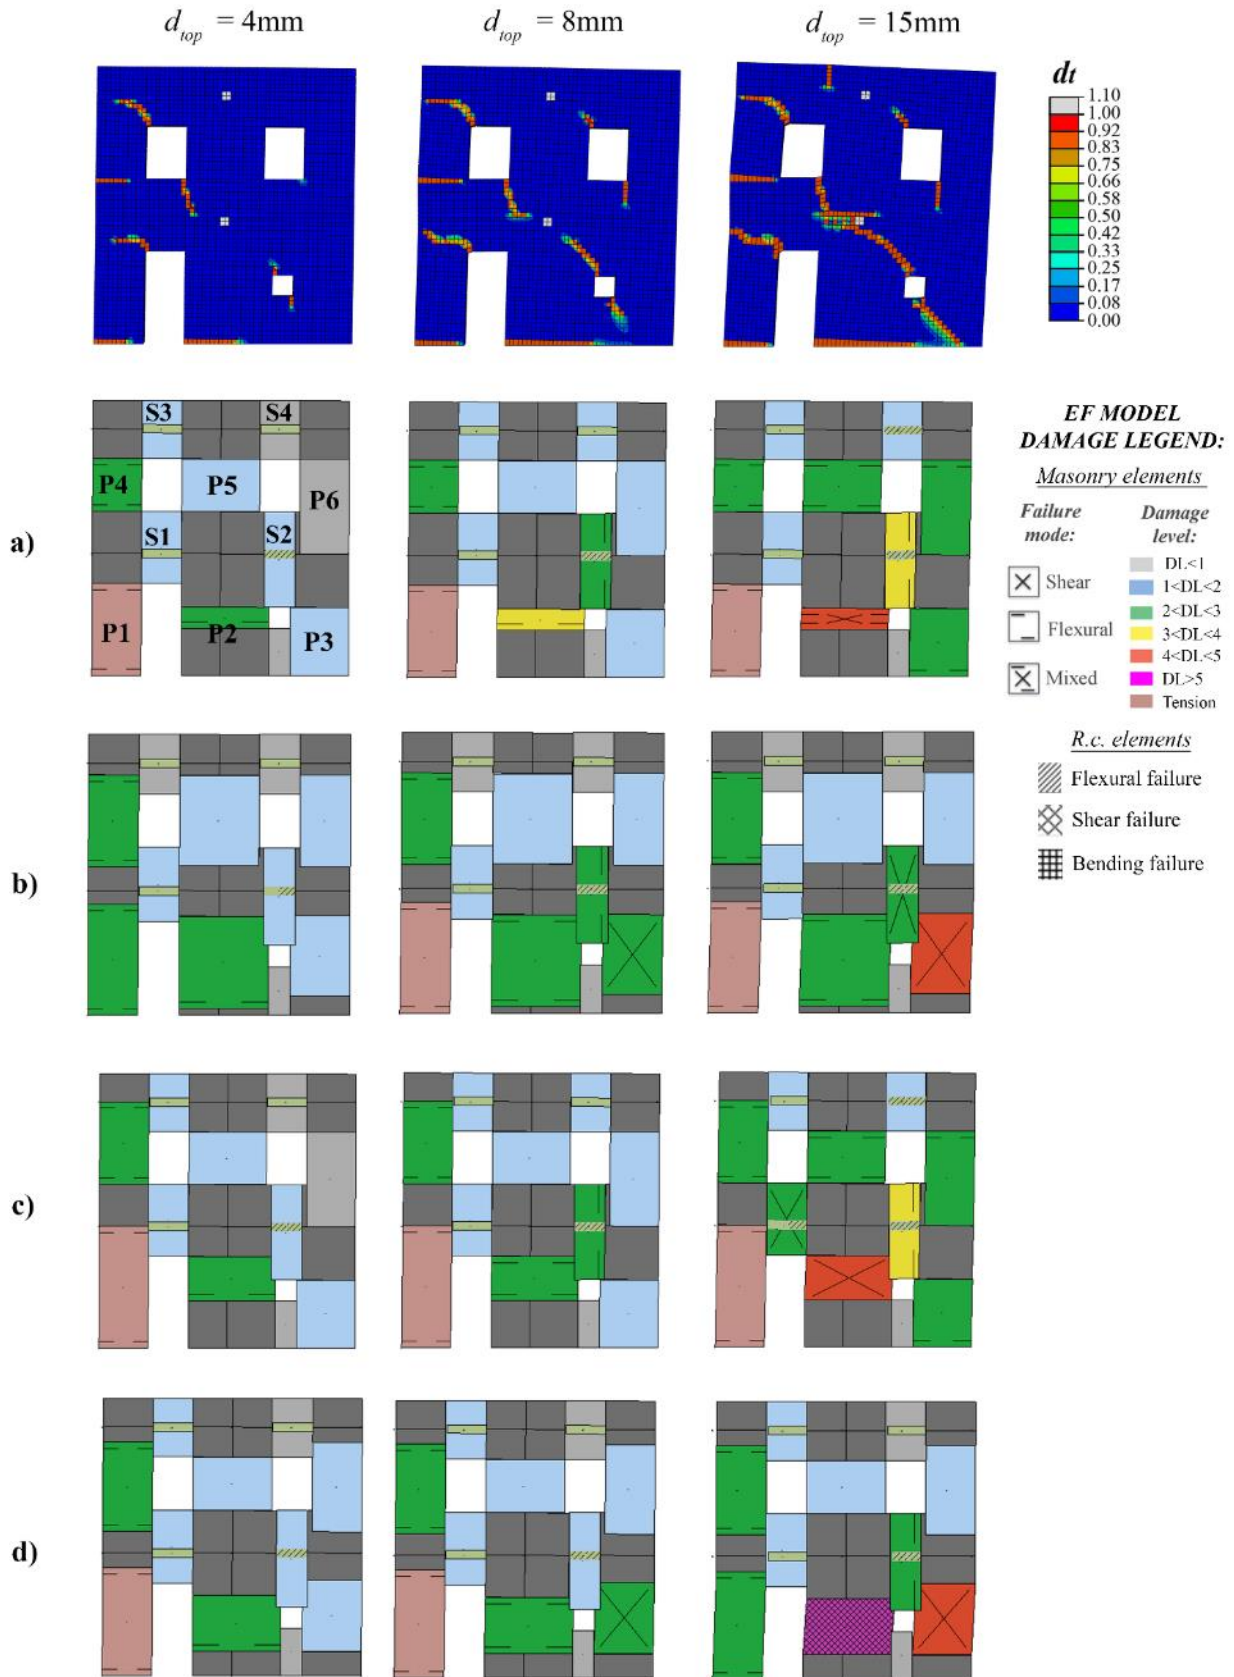 d_top = 4mm
d_top = 8mm
d_top = 15mm
dt
1.10
1.00
0.92
0.83
0.75
0.66
0.58
0.50
0.42
0.33
0.25
0.17
0.08
0.00
S3
S4
P4
P5
P6
S1
S2
P1
P2
P3
a)
b)
c)
d)
EF MODEL
DAMAGE LEGEND:
Masonry elements
Failure
mode:
Shear
Flexural
Mixed
Damage
level:
DL<1
1<DL<2
2<DL<3
3<DL<4
4<DL<5
DL>5
Tension
R.c. elements
Flexural failure
Shear failure
Bending failure